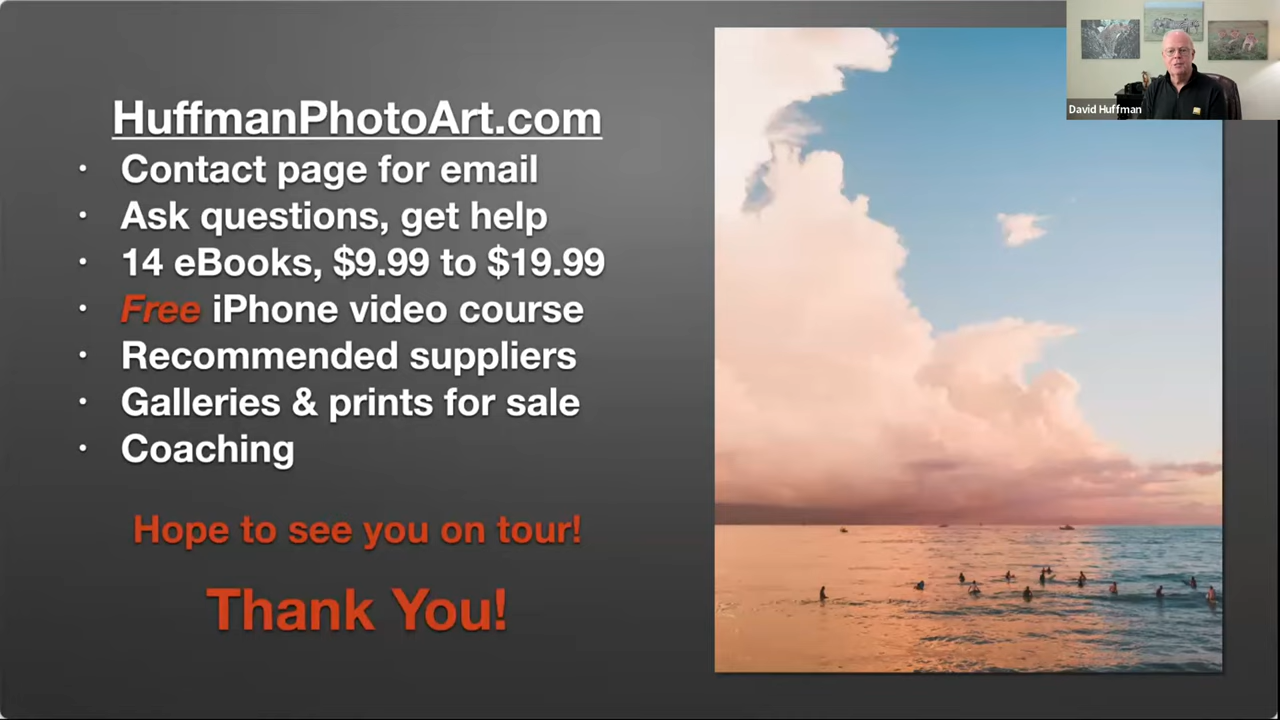 HuffmanPhotoArt.com
· Contact page for email
· Ask questions, get help
· 14 eBooks, $9.99 to $19.99
· Free iPhone video course
· Recommended suppliers
· Galleries & prints for sale
· Coaching
Hope to see you on tour!
Thank You!
David Huffman